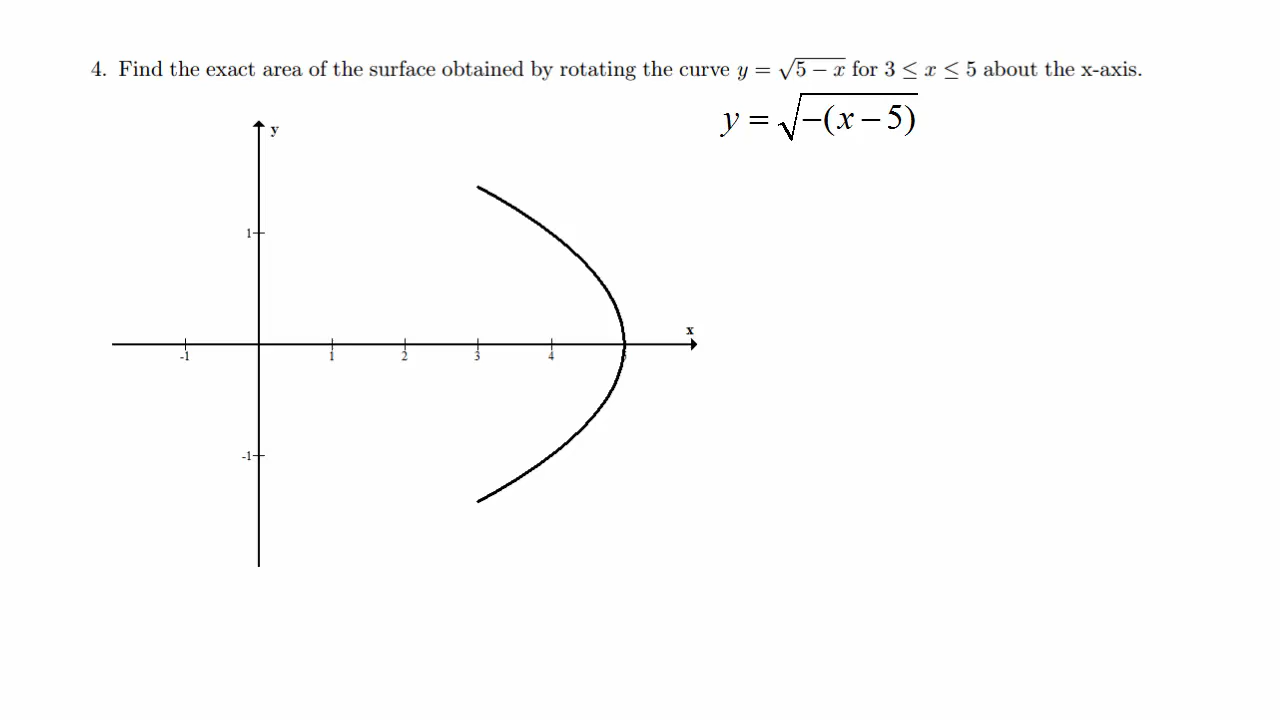 4. Find the exact area of the surface obtained by rotating the curve y = √(5 − x) for 3 ≤ x ≤ 5 about the x-axis.
y = √(−(x − 5))
y
1
x
-1 1 2 3 4
-1